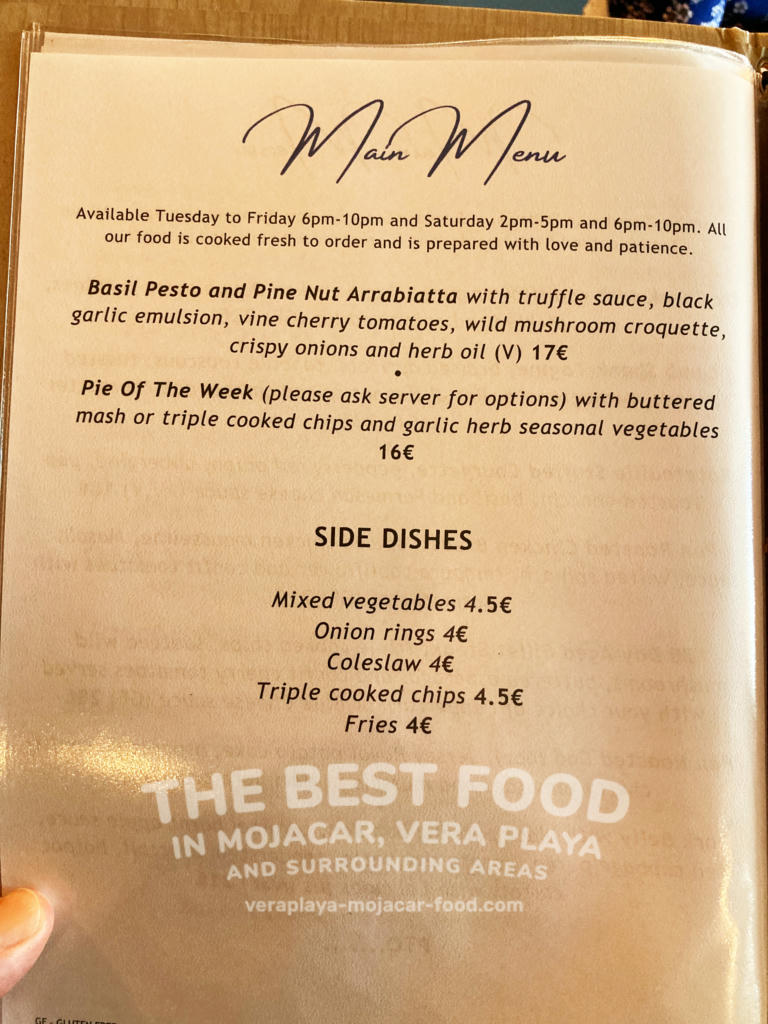 Main Menu
Available Tuesday to Friday 6pm-10pm and Saturday 2pm-5pm and 6pm-10pm. All
our food is cooked fresh to order and is prepared with love and patience.
Basil Pesto and Pine Nut Arrabiatta with truffle sauce, black
garlic emulsion, vine cherry tomatoes, wild mushroom croquette,
crispy onions and herb oil (V) 17€
•
Pie Of The Week (please ask server for options) with buttered
mash or triple cooked chips and garlic herb seasonal vegetables
16€
SIDE DISHES
Mixed vegetables 4.5€
Onion rings 4€
Coleslaw 4€
Triple cooked chips 4.5€
Fries 4€
THE BEST FOOD
IN MOJACAR, VERA PLAYA
AND SURROUNDING AREAS
veraplaya-mojacar-food.com
GF - GLUTEN FREE